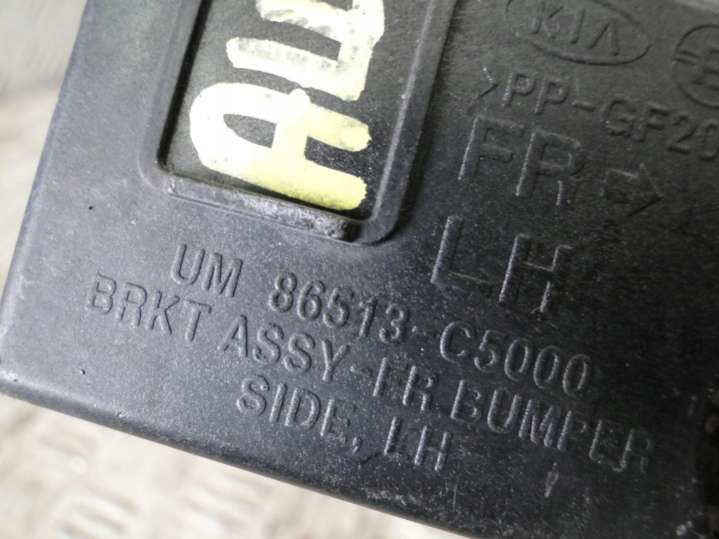 KIA
>PP-GF20
FR→
LH
UM 86513-C5000
BRKT ASSY-FR.BUMPER
SIDE, LH